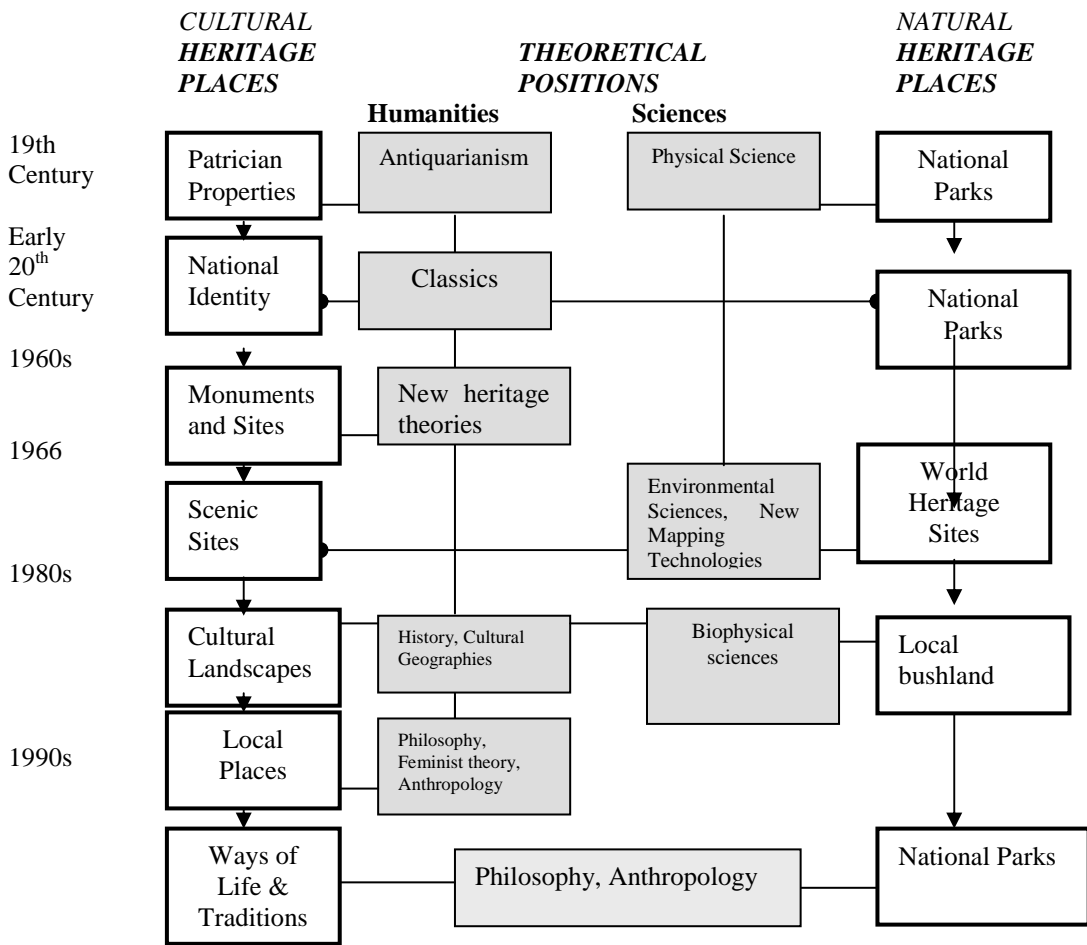 CULTURAL
HERITAGE
PLACES
THEORETICAL
POSITIONS
NATURAL
HERITAGE
PLACES
Humanities
Sciences
19th
Century
Patrician
Properties
Antiquarianism
Physical Science
National
Parks
Early
20th
Century
National
Identity
Classics
National
Parks
1960s
Monuments
and Sites
New heritage
theories
1966
Scenic
Sites
Environmental
Sciences, New
Mapping
Technologies
World
Heritage
Sites
1980s
Cultural
Landscapes
History, Cultural
Geographies
Biophysical
sciences
Local
bushland
1990s
Local
Places
Philosophy,
Feminist theory,
Anthropology
Ways of
Life &
Traditions
Philosophy, Anthropology
National Parks